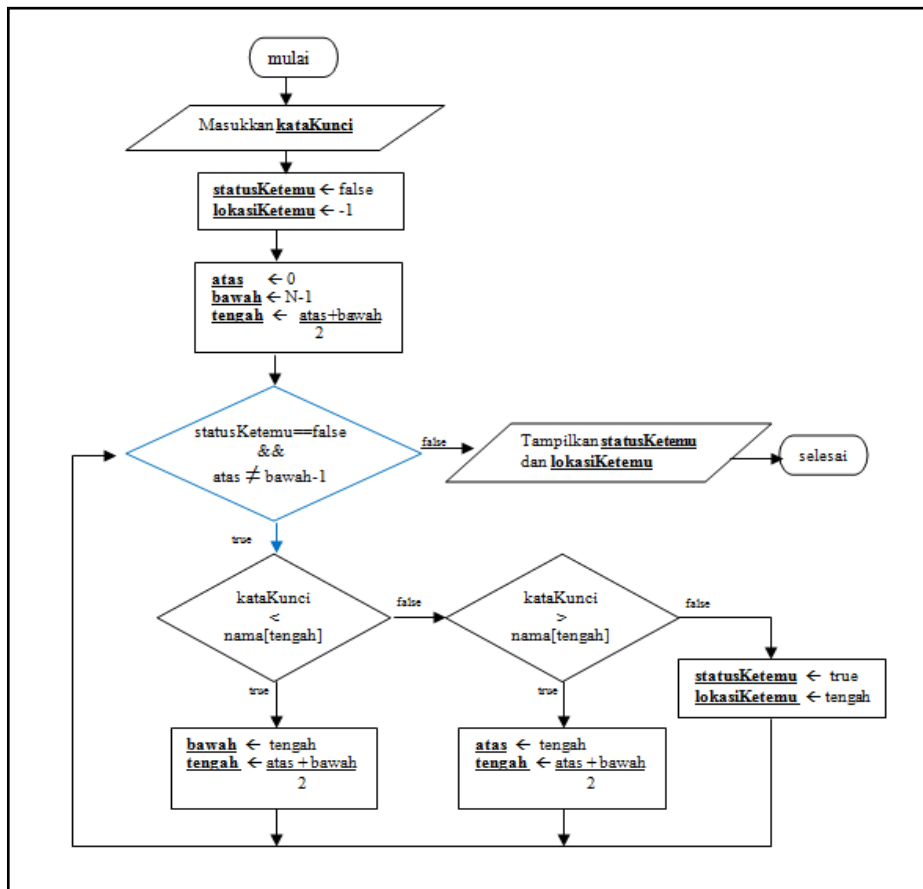 mulai
Masukkan kataKunci
statusKetemu ← false
lokasiKetemu ← -1
atas ← 0
bawah ← N-1
tengah ← atas+bawah
2
statusKetemu==false
&&
atas ≠ bawah-1
false
Tampilkan statusKetemu
dan lokasiKetemu
selesai
true
kataKunci
<
nama[tengah]
false
kataKunci
>
nama[tengah]
false
statusKetemu ← true
lokasiKetemu ← tengah
true
true
bawah ← tengah
tengah ← atas + bawah
2
atas ← tengah
tengah ← atas + bawah
2